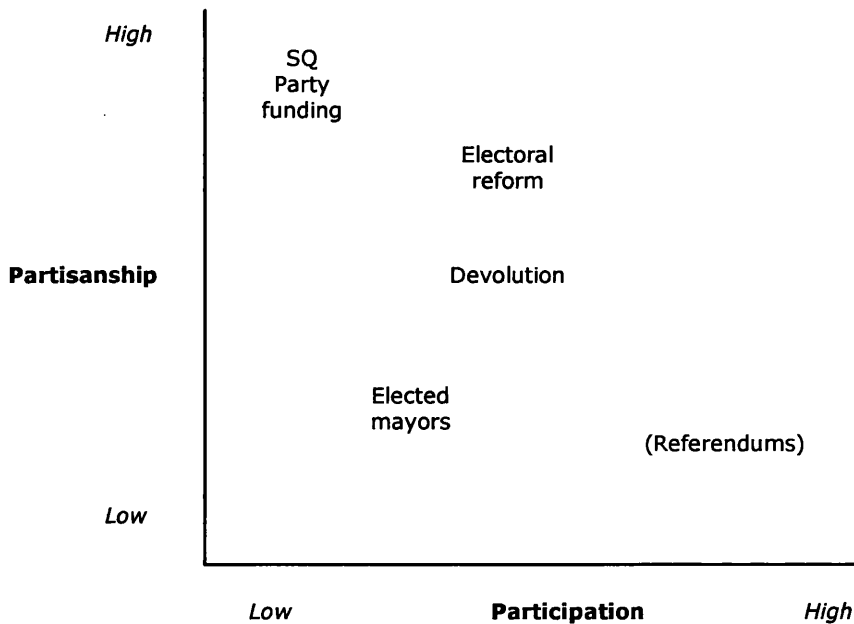 High
SQ
Party
funding
Electoral
reform
Partisanship
Devolution
Elected
mayors
(Referendums)
Low
Low
Participation
High